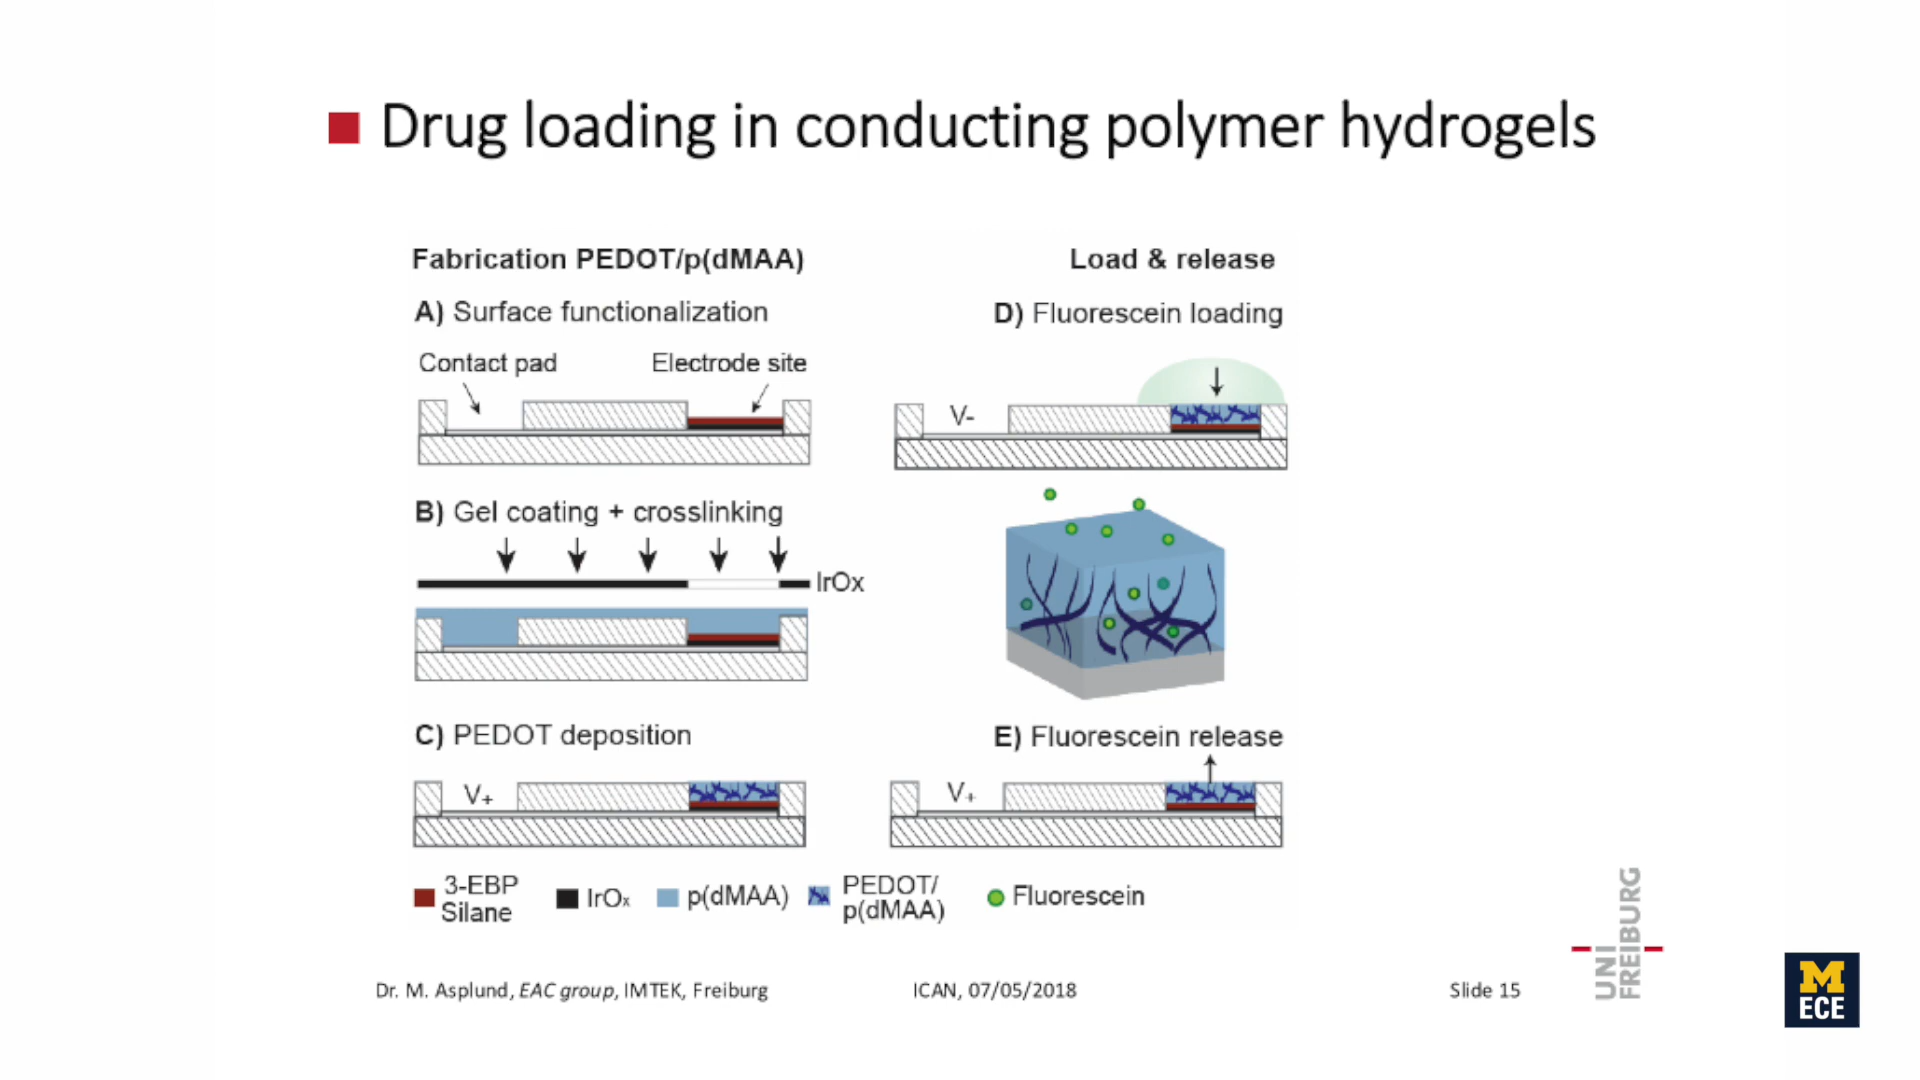 Drug loading in conducting polymer hydrogels
Fabrication PEDOT/p(dMAA)
A) Surface functionalization
Contact pad
Electrode site
B) Gel coating + crosslinking
IrOx
C) PEDOT deposition
V+
Load & release
D) Fluorescein loading
V-
E) Fluorescein release
V+
3-EBP
Silane
IrOx
p(dMAA)
PEDOT/
p(dMAA)
Fluorescein
UNI
FREIBURG
Dr. M. Asplund, EAC group, IMTEK, Freiburg
ICAN, 07/05/2018
Slide 15
M
ECE